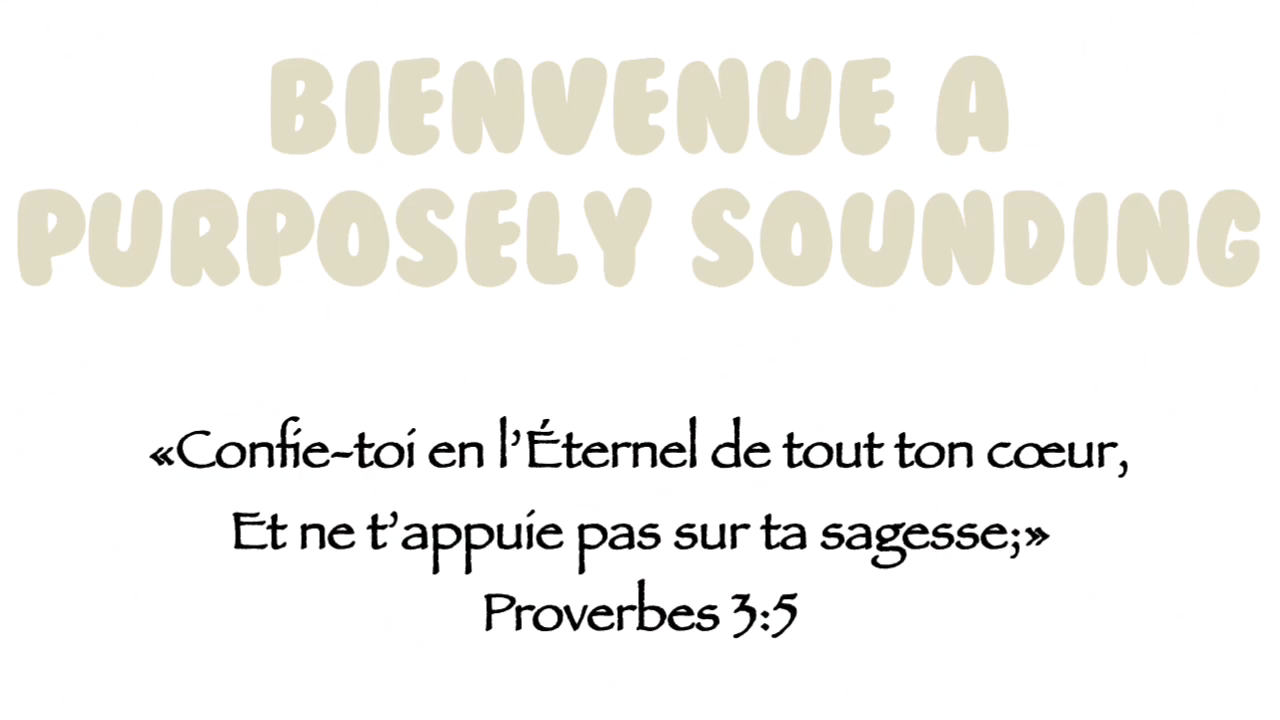 BIENVENUE A
PURPOSELY SOUNDING
«Confie-toi en l’Éternel de tout ton cœur,
Et ne t’appuie pas sur ta sagesse;»
Proverbes 3:5